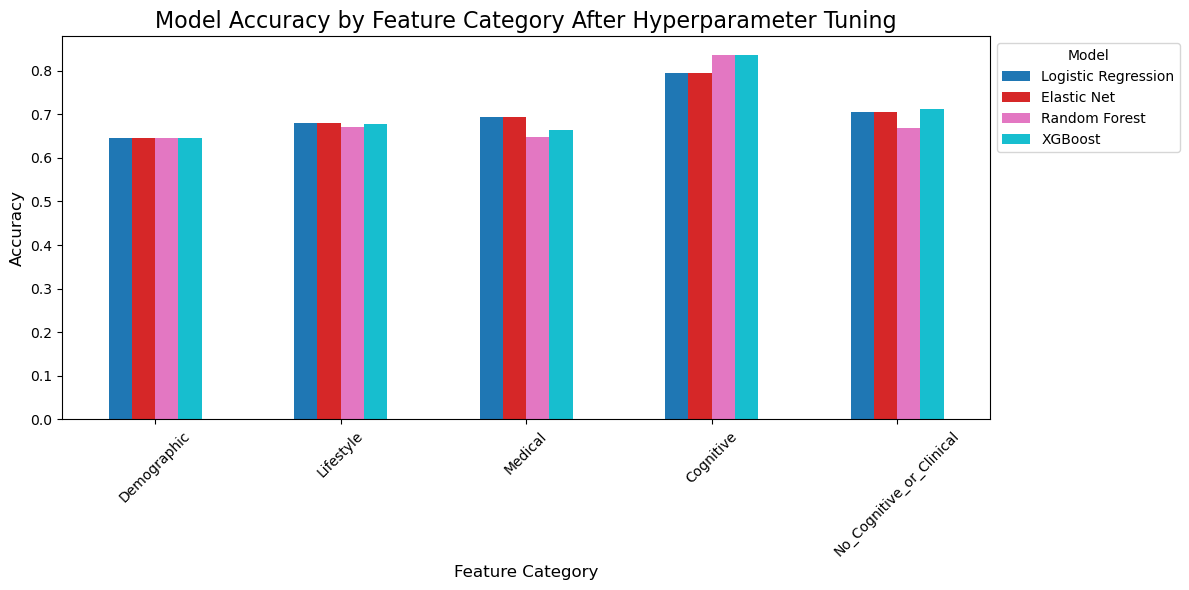 Model Accuracy by Feature Category After Hyperparameter Tuning
Accuracy
0.8
0.7
0.6
0.5
0.4
0.3
0.2
0.1
0.0
Demographic
Lifestyle
Medical
Cognitive
No_Cognitive_or_Clinical
Feature Category
Model
Logistic Regression
Elastic Net
Random Forest
XGBoost